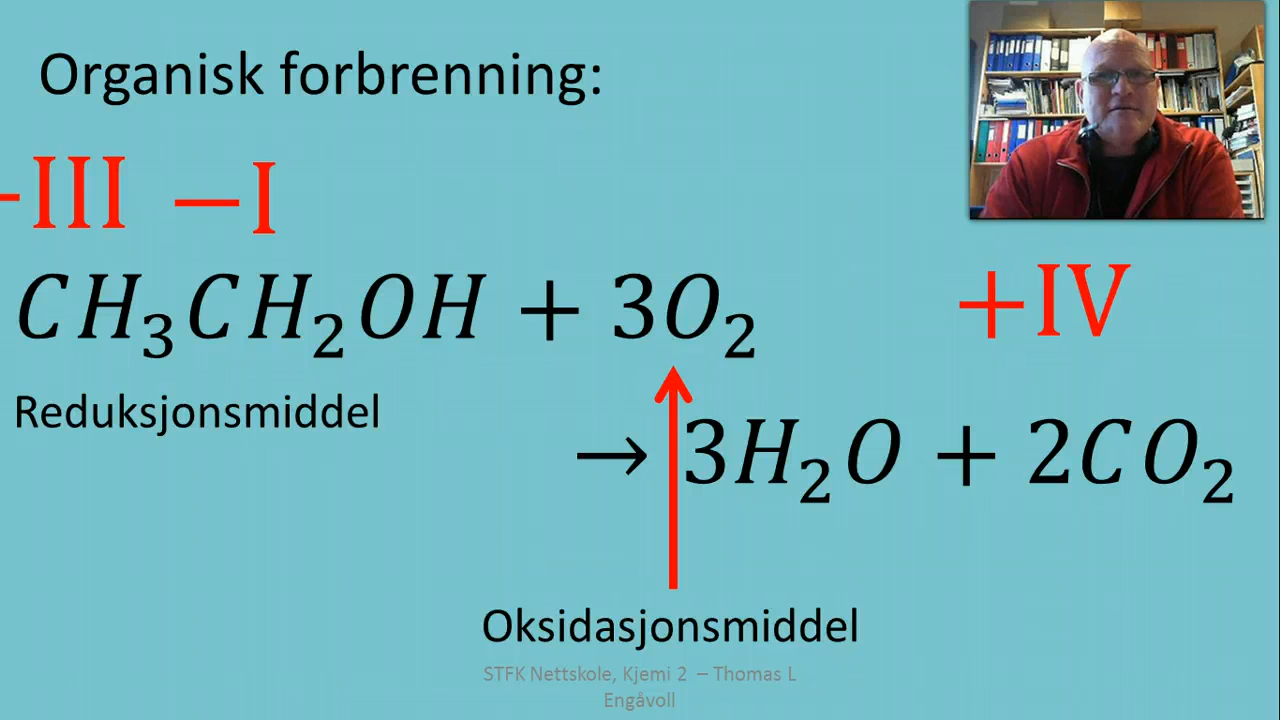 Organisk forbrenning:
-III −I
CH₃CH₂OH + 3O₂
+IV
Reduksjonsmiddel
→ 3H₂O + 2CO₂
Oksidasjonsmiddel
STFK Nettskole, Kjemi 2 – Thomas L
Engåvoll